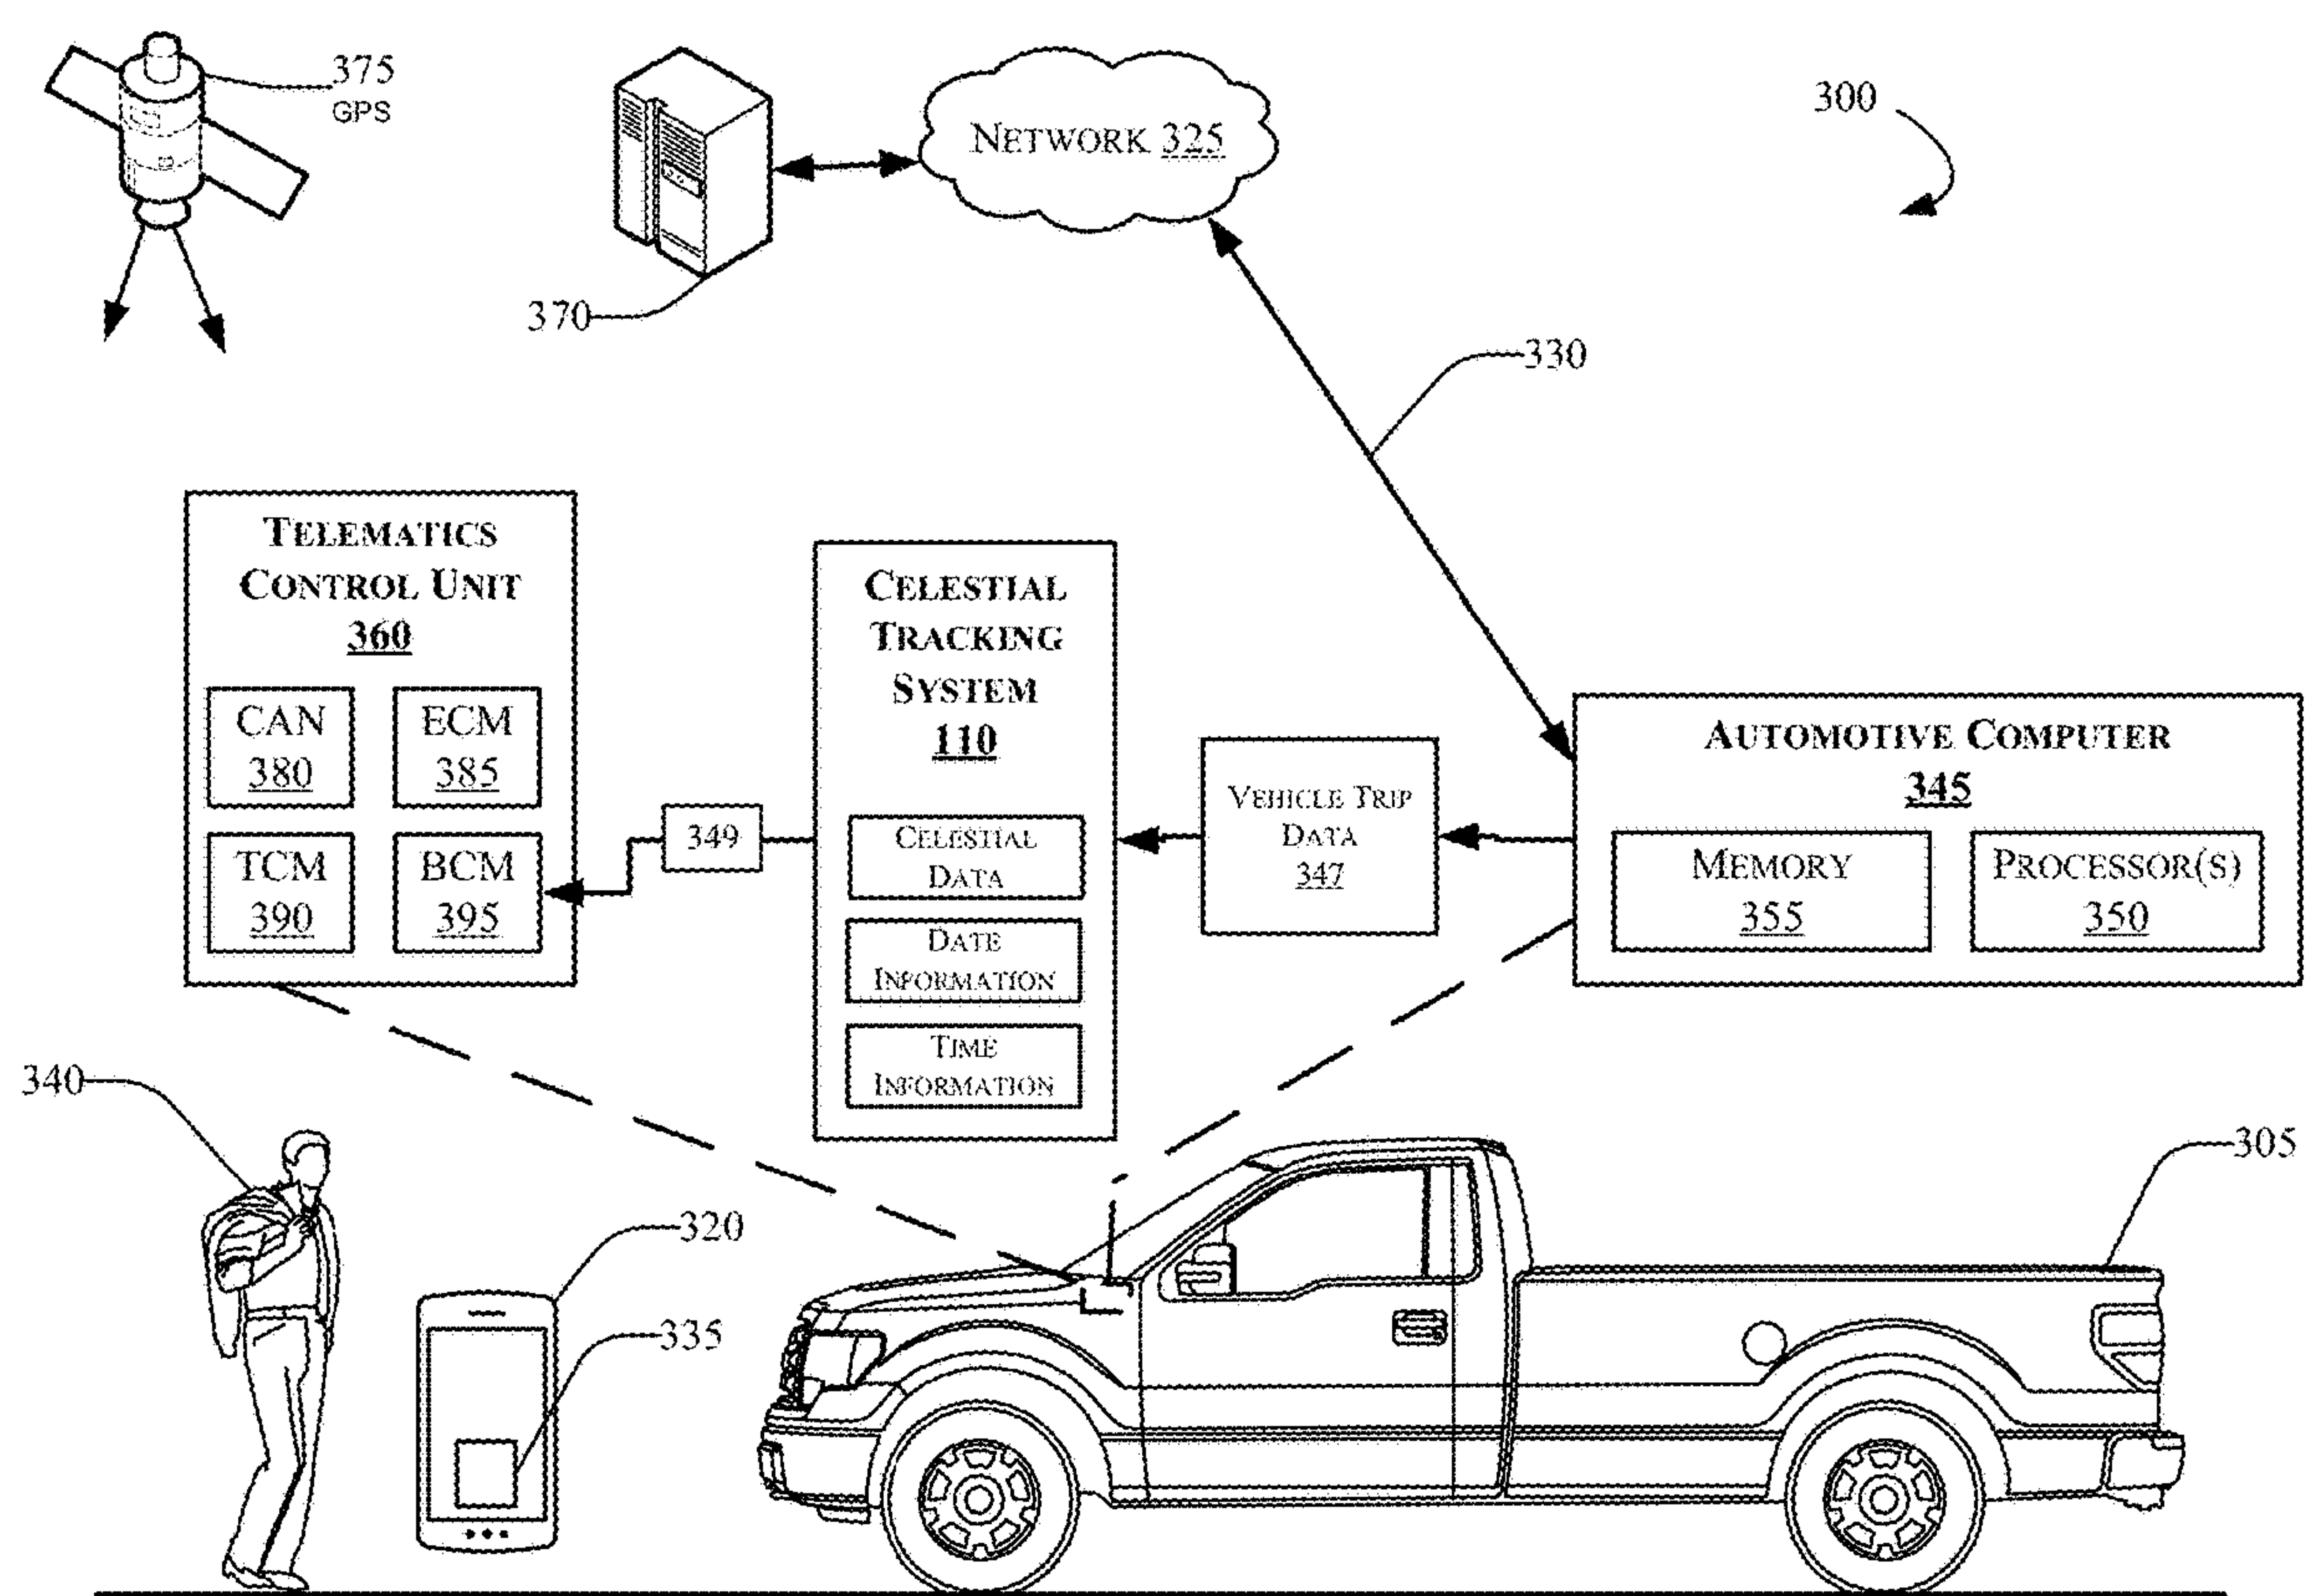 375
GPS
NETWORK 325
300
370
330
TELEMATICS
CONTROL UNIT
360
CAN
380
ECM
385
TCM
390
BCM
395
349
CELESTIAL
TRACKING
SYSTEM
110
CELESTIAL
DATA
DATE
INFORMATION
TIME
INFORMATION
VEHICLE TRIP
DATA
347
AUTOMOTIVE COMPUTER
345
MEMORY
355
PROCESSOR(S)
350
340
320
335
305